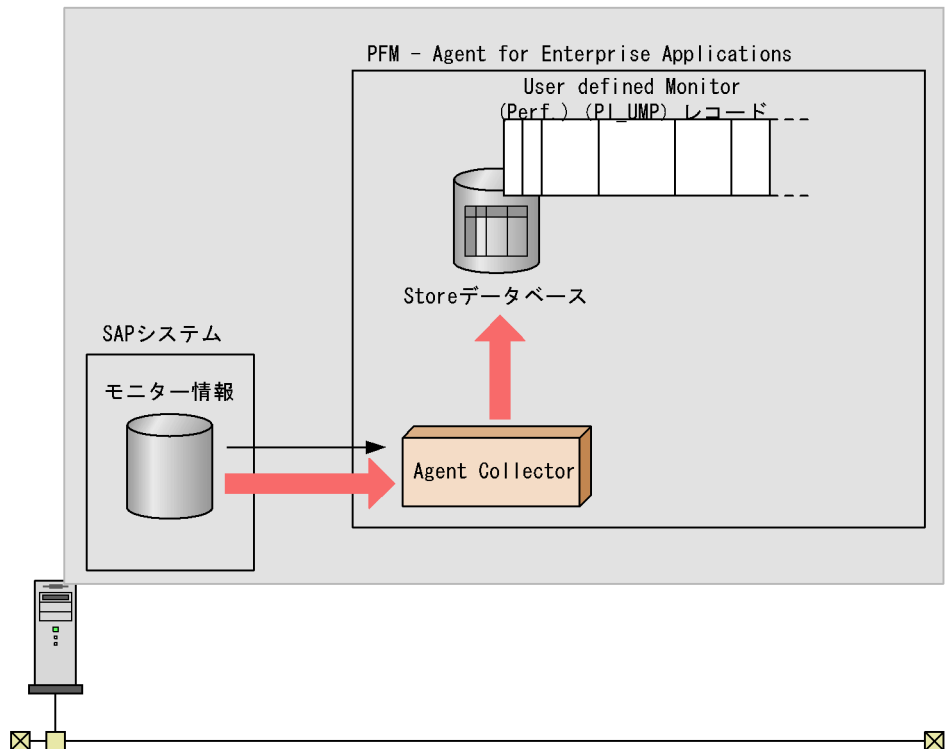 PFM - Agent for Enterprise Applications
User defined Monitor
(Perf.) (PI_UMP) レコード
Storeデータベース
SAPシステム
モニター情報
Agent Collector